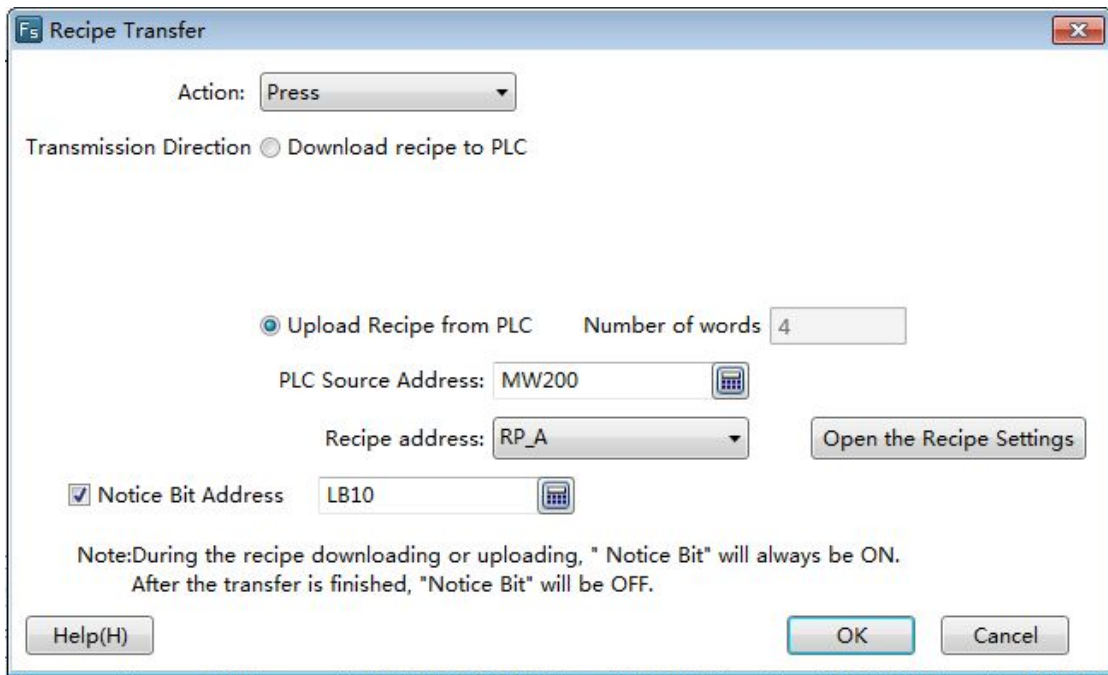 Fs Recipe Transfer
Action: Press
Transmission Direction Download recipe to PLC
Upload Recipe from PLC Number of words 4
PLC Source Address: MW200
Recipe address: RP_A Open the Recipe Settings
Notice Bit Address LB10
Note:During the recipe downloading or uploading, " Notice Bit" will always be ON.
After the transfer is finished, "Notice Bit" will be OFF.
Help(H) OK Cancel